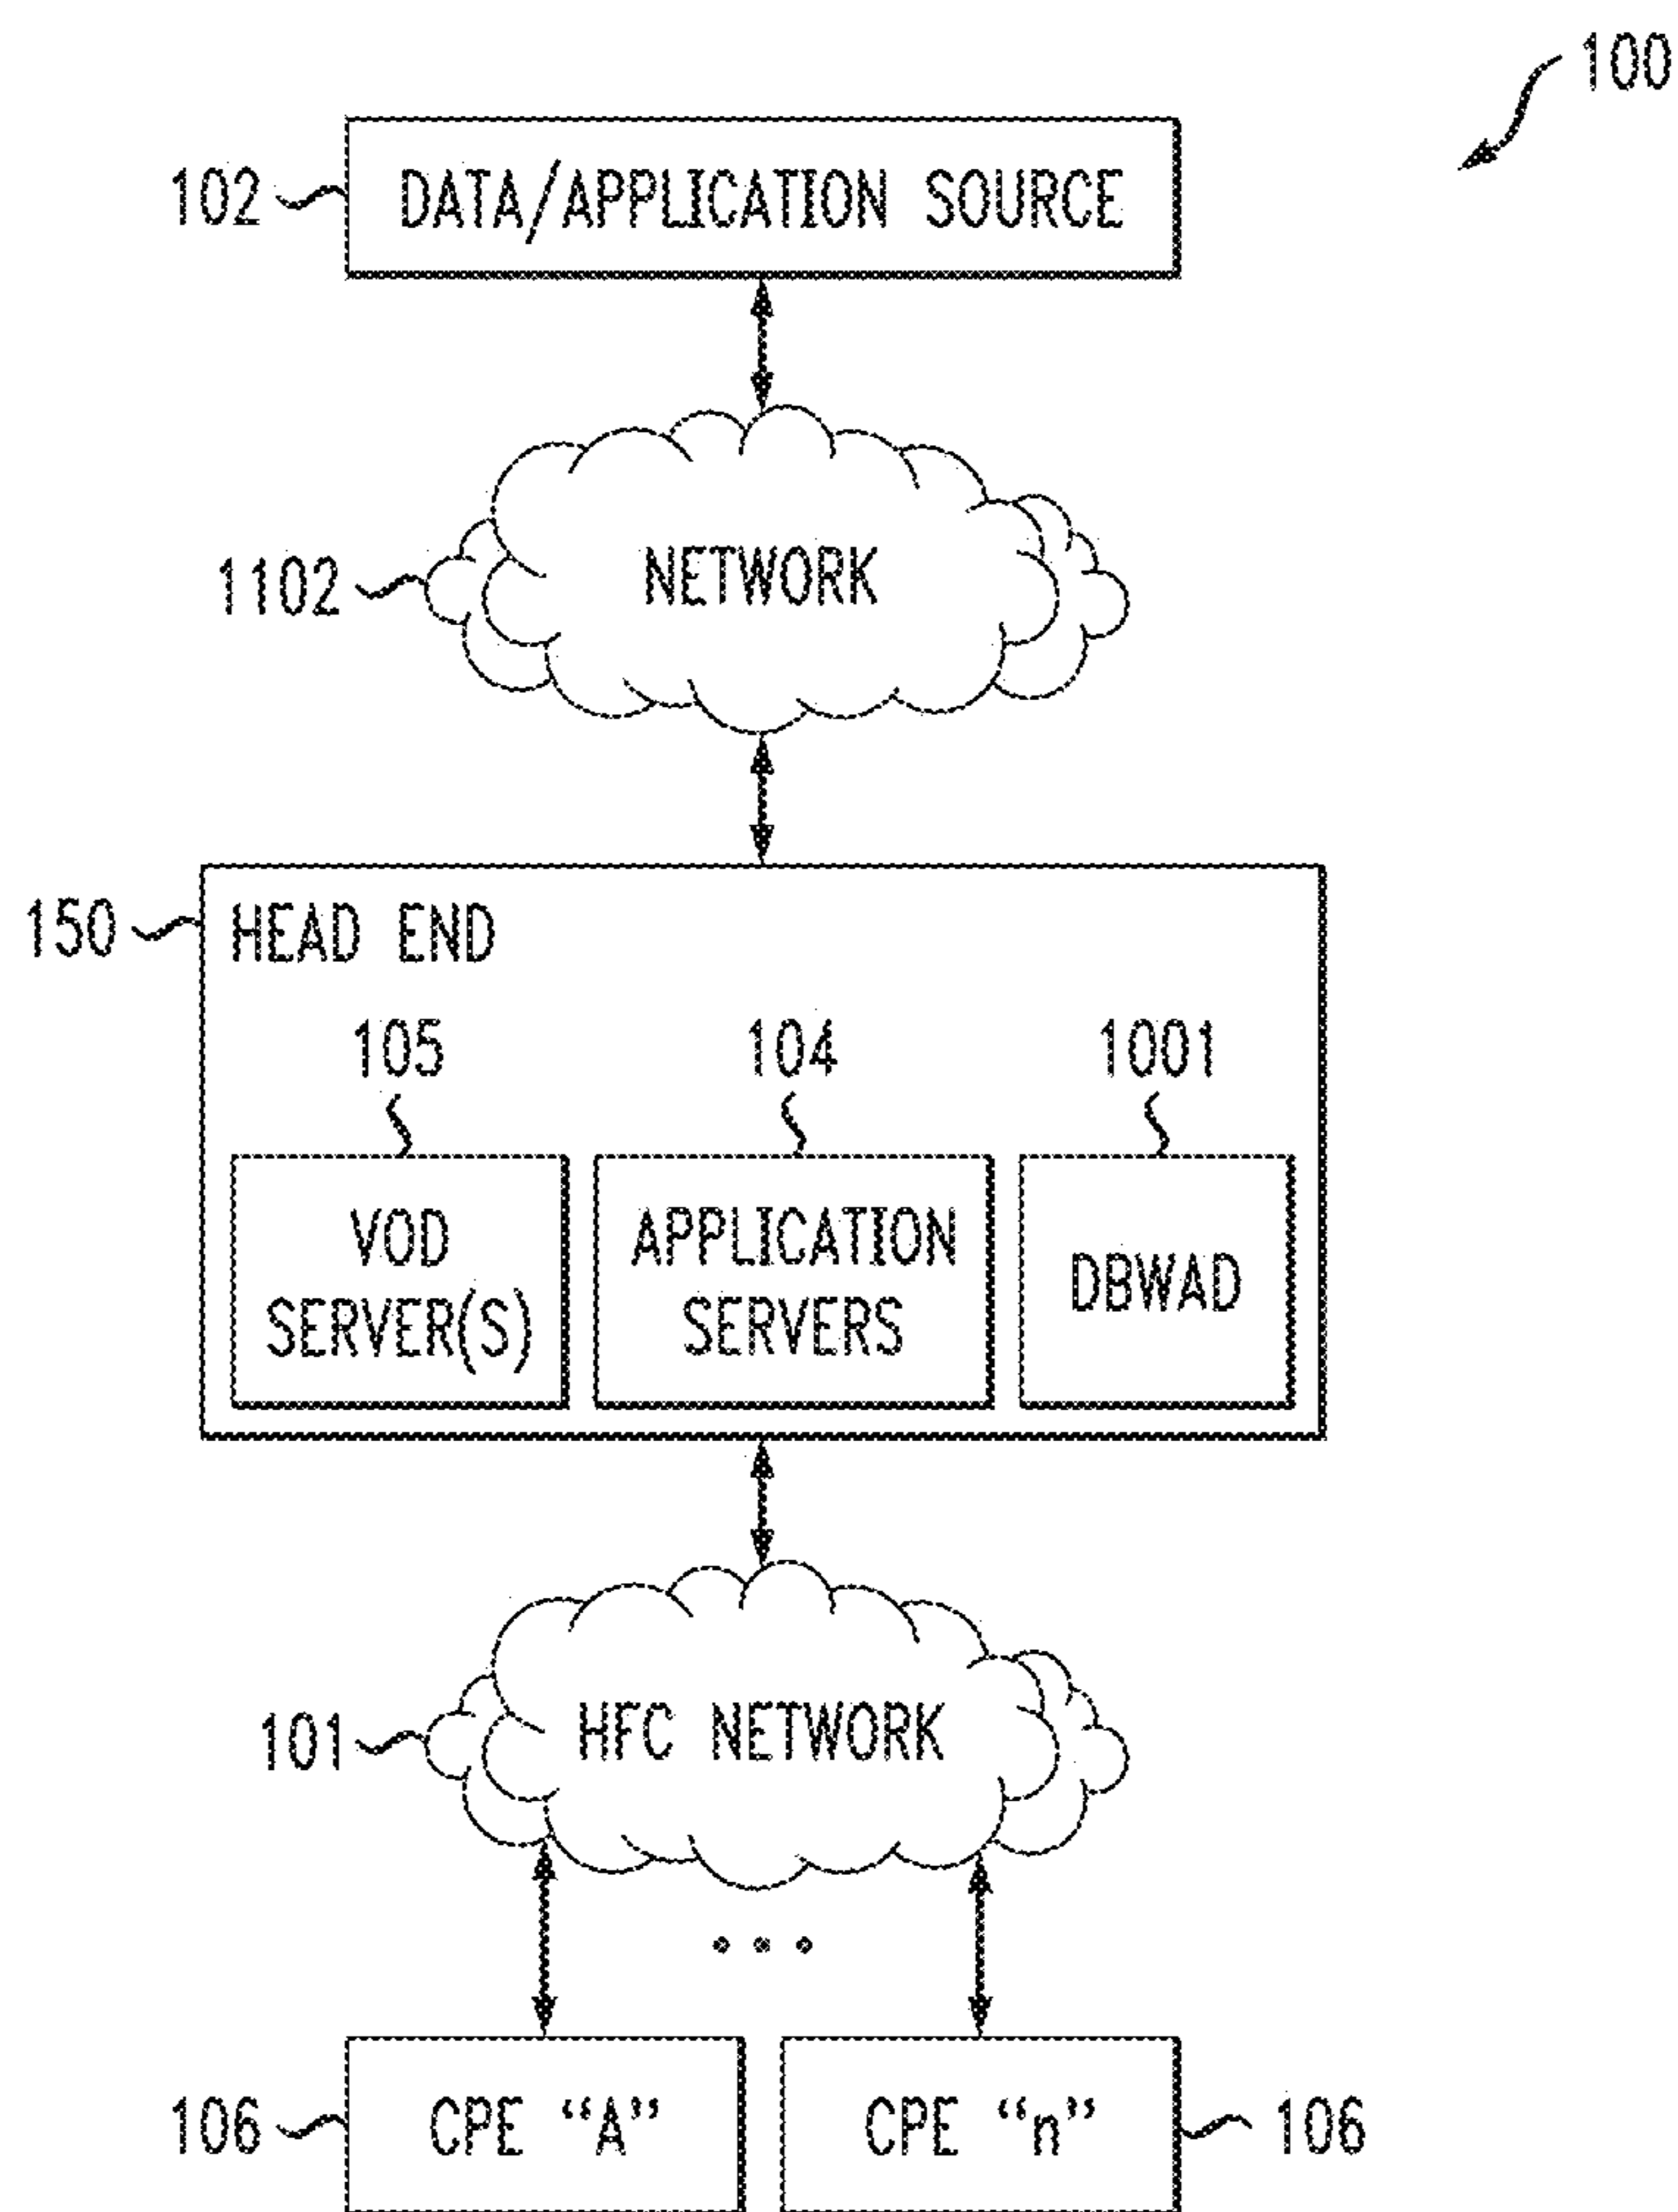 100
102 DATA/APPLICATION SOURCE
1102 NETWORK
150 HEAD END
105 104 1001
VOD SERVER(S)
APPLICATION SERVERS
DBWAD
101 HFC NETWORK
106 CPE “A” CPE “n” 106